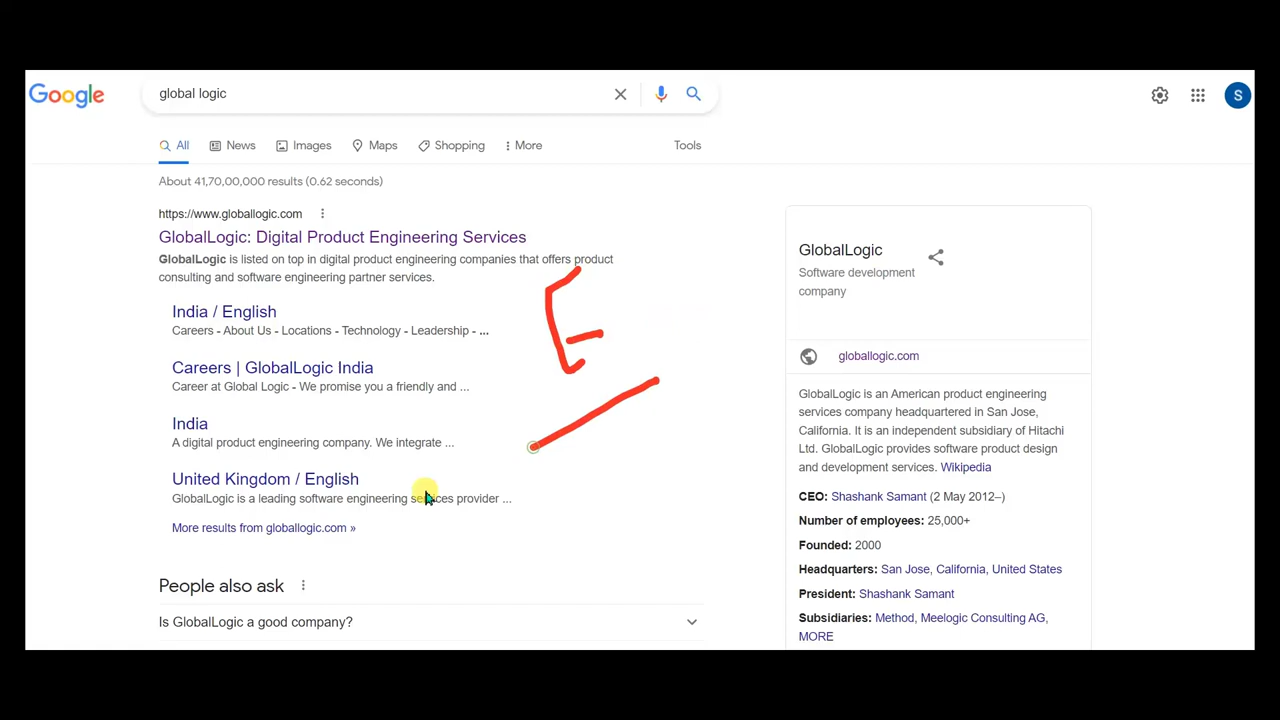 Google
global logic
S
All
News
Images
Maps
Shopping
More
Tools
About 41,70,00,000 results (0.62 seconds)
https://www.globallogic.com
GlobalLogic: Digital Product Engineering Services
GlobalLogic is listed on top in digital product engineering companies that offers product
consulting and software engineering partner services.
India / English
Careers - About Us - Locations - Technology - Leadership - ...
Careers | GlobalLogic India
Career at Global Logic - We promise you a friendly and ...
India
A digital product engineering company. We integrate ...
United Kingdom / English
GlobalLogic is a leading software engineering services provider ...
More results from globallogic.com »
People also ask
Is GlobalLogic a good company?
E
GlobalLogic
Software development
company
globallogic.com
GlobalLogic is an American product engineering
services company headquartered in San Jose,
California. It is an independent subsidiary of Hitachi
Ltd. GlobalLogic provides software product design
and development services. Wikipedia
CEO: Shashank Samant (2 May 2012–)
Number of employees: 25,000+
Founded: 2000
Headquarters: San Jose, California, United States
President: Shashank Samant
Subsidiaries: Method, Meelogic Consulting AG,
MORE